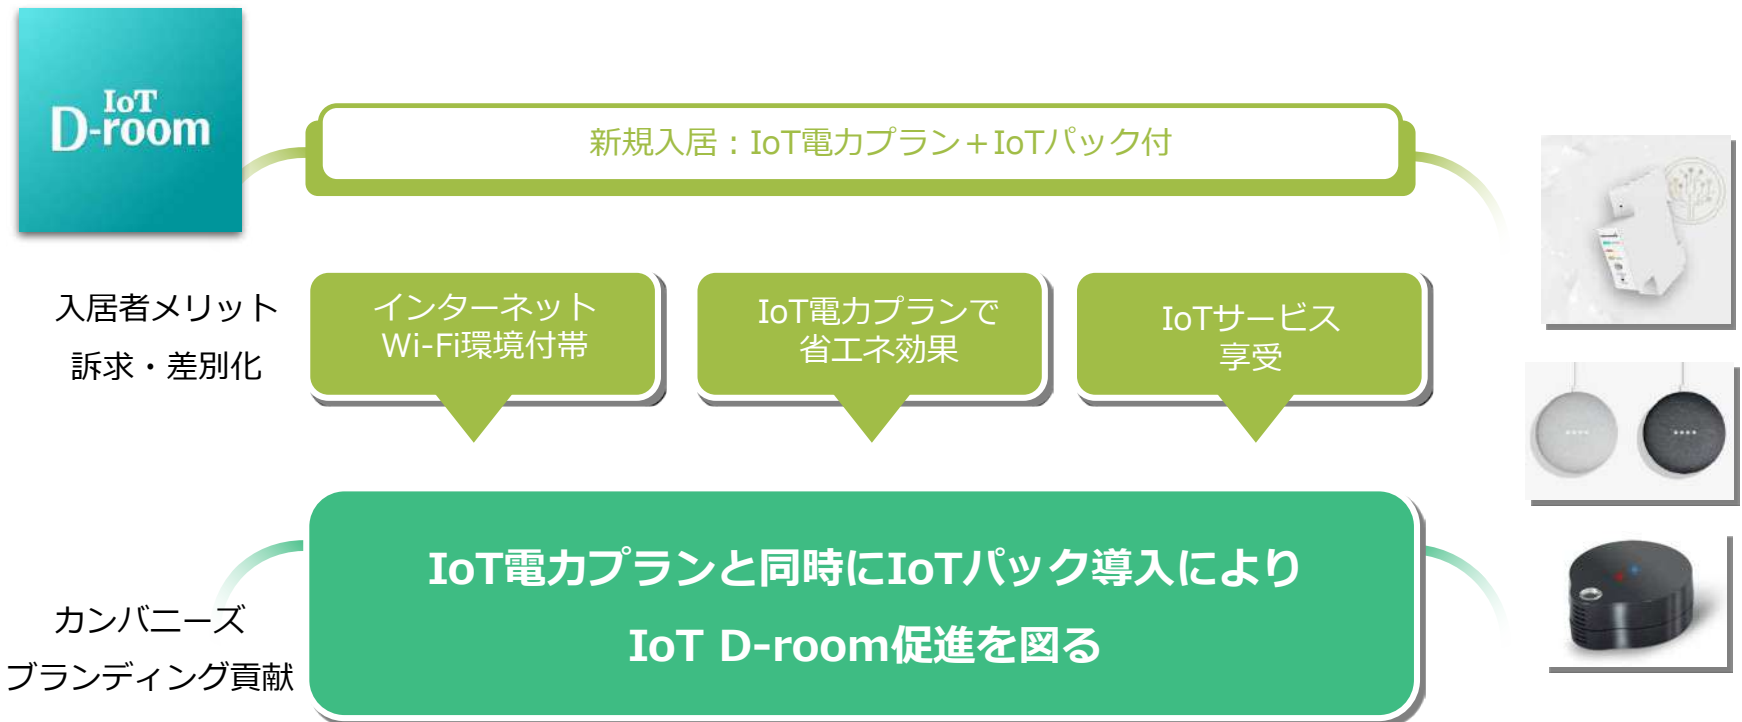 IoT
D-room
新規入居：IoT電力プラン＋IoTパック付
入居者メリット
訴求・差別化
インターネット
Wi-Fi環境付帯
IoT電力プランで
省エネ効果
IoTサービス
享受
カンバニーズ
ブランディング貢献
IoT電力プランと同時にIoTパック導入により
IoT D-room促進を図る